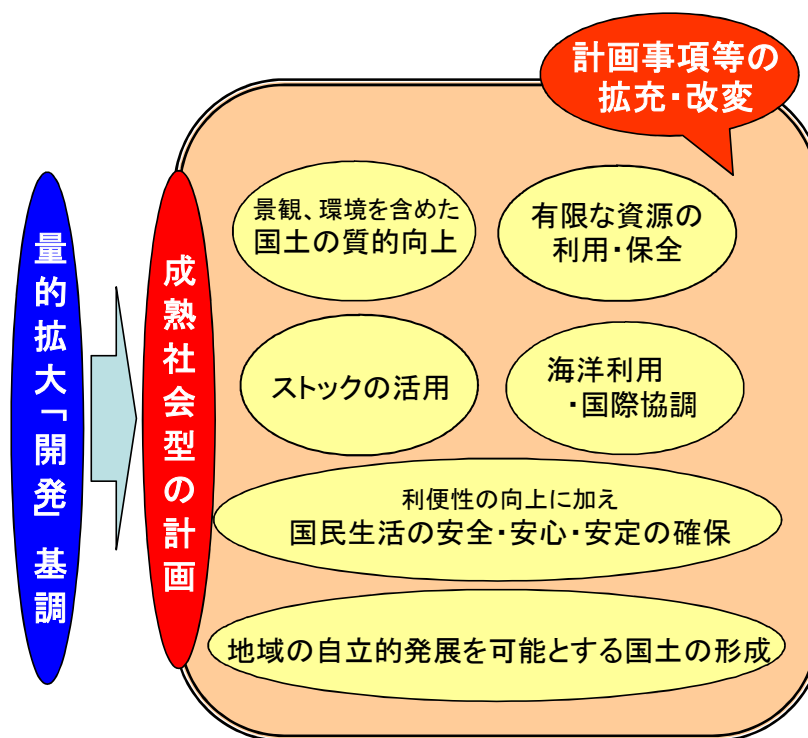 計画事項等の
拡充・改変
量的拡大「開発」基調
成熟社会型の計画
景観、環境を含めた
国土の質的向上
有限な資源の
利用・保全
ストックの活用
海洋利用
・国際協調
利便性の向上に加え
国民生活の安全・安心・安定の確保
地域の自立的発展を可能とする国土の形成